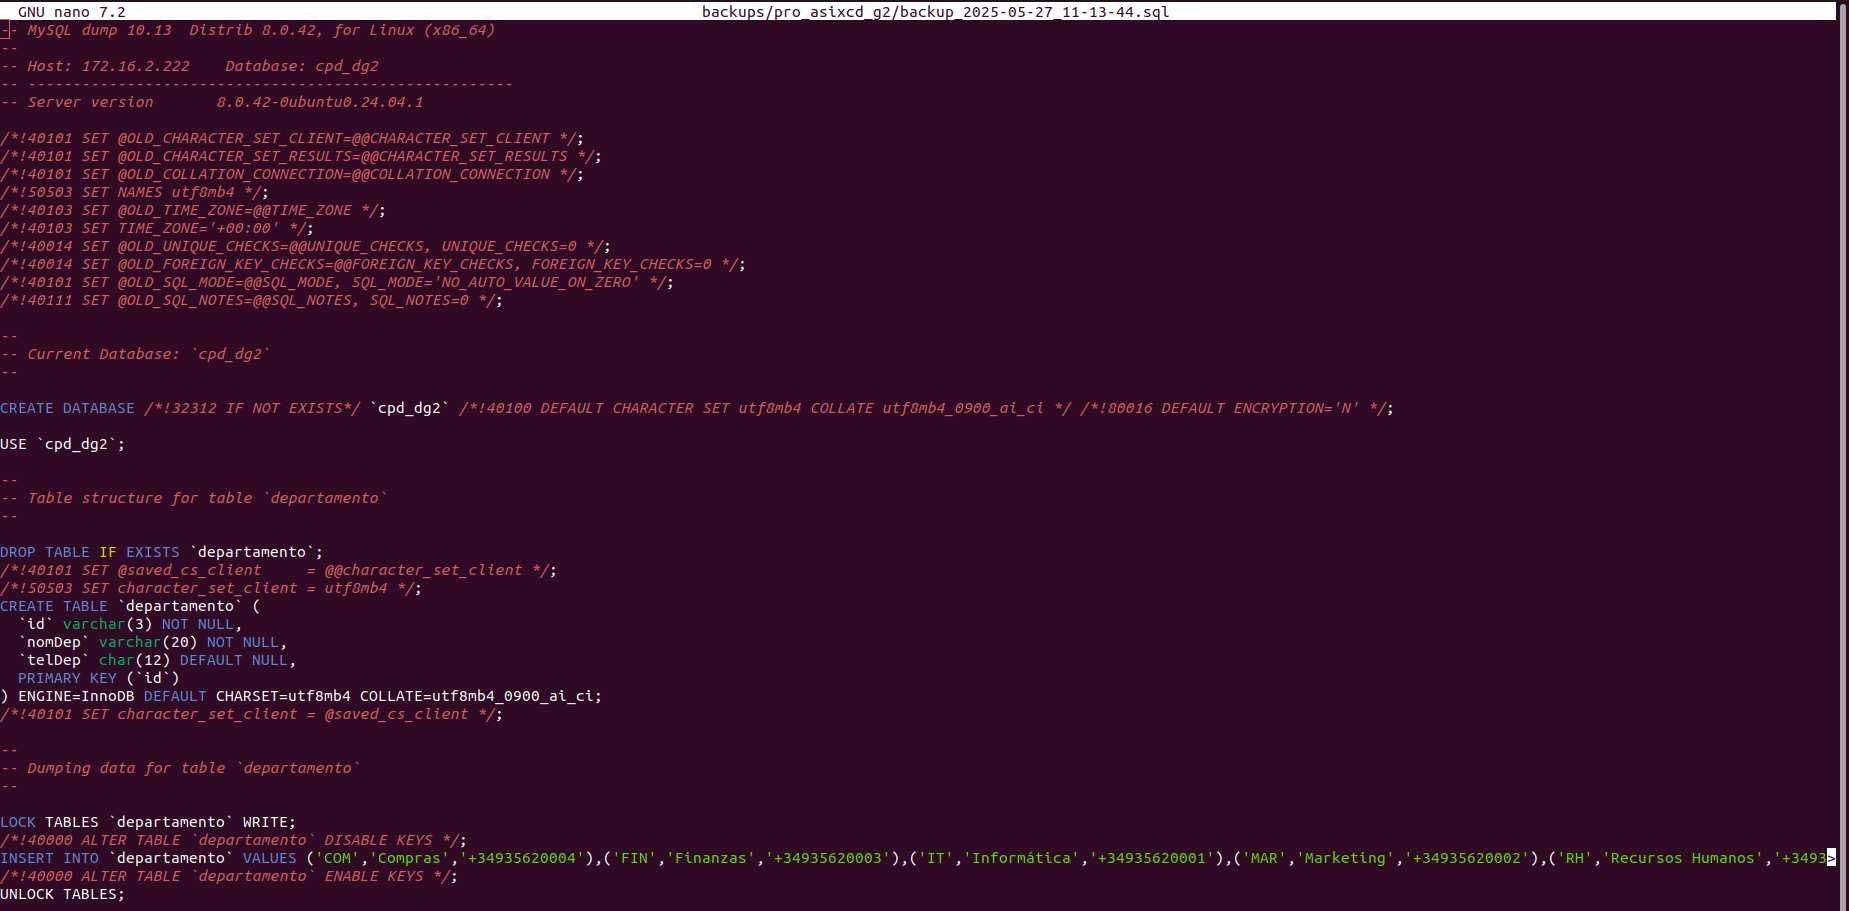 GNU nano 7.2 backups/pro_asixcd_g2/backup_2025-05-27_11-13-44.sql
-- MySQL dump 10.13  Distrib 8.0.42, for Linux (x86_64)
--
-- Host: 172.16.2.222    Database: cpd_dg2
-- ------------------------------------------------------
-- Server version       8.0.42-0ubuntu0.24.04.1

/*!40101 SET @OLD_CHARACTER_SET_CLIENT=@@CHARACTER_SET_CLIENT */;
/*!40101 SET @OLD_CHARACTER_SET_RESULTS=@@CHARACTER_SET_RESULTS */;
/*!40101 SET @OLD_COLLATION_CONNECTION=@@COLLATION_CONNECTION */;
/*!50503 SET NAMES utf8mb4 */;
/*!40103 SET @OLD_TIME_ZONE=@@TIME_ZONE */;
/*!40103 SET TIME_ZONE='+00:00' */;
/*!40014 SET @OLD_UNIQUE_CHECKS=@@UNIQUE_CHECKS, UNIQUE_CHECKS=0 */;
/*!40014 SET @OLD_FOREIGN_KEY_CHECKS=@@FOREIGN_KEY_CHECKS, FOREIGN_KEY_CHECKS=0 */;
/*!40101 SET @OLD_SQL_MODE=@@SQL_MODE, SQL_MODE='NO_AUTO_VALUE_ON_ZERO' */;
/*!40111 SET @OLD_SQL_NOTES=@@SQL_NOTES, SQL_NOTES=0 */;

--
-- Current Database: `cpd_dg2`
--

CREATE DATABASE /*!32312 IF NOT EXISTS*/ `cpd_dg2` /*!40100 DEFAULT CHARACTER SET utf8mb4 COLLATE utf8mb4_0900_ai_ci */ /*!80016 DEFAULT ENCRYPTION='N' */;

USE `cpd_dg2`;

--
-- Table structure for table `departamento`
--

DROP TABLE IF EXISTS `departamento`;
/*!40101 SET @saved_cs_client     = @@character_set_client */;
/*!50503 SET character_set_client = utf8mb4 */;
CREATE TABLE `departamento` (
  `id` varchar(3) NOT NULL,
  `nomDep` varchar(20) NOT NULL,
  `telDep` char(12) DEFAULT NULL,
  PRIMARY KEY (`id`)
) ENGINE=InnoDB DEFAULT CHARSET=utf8mb4 COLLATE=utf8mb4_0900_ai_ci;
/*!40101 SET character_set_client = @saved_cs_client */;

--
-- Dumping data for table `departamento`
--

LOCK TABLES `departamento` WRITE;
/*!40000 ALTER TABLE `departamento` DISABLE KEYS */;
INSERT INTO `departamento` VALUES ('COM','Compras','+34935620004'),('FIN','Finanzas','+34935620003'),('IT','Informática','+34935620001'),('MAR','Marketing','+34935620002'),('RH','Recursos Humanos','+3493>
/*!40000 ALTER TABLE `departamento` ENABLE KEYS */;
UNLOCK TABLES;